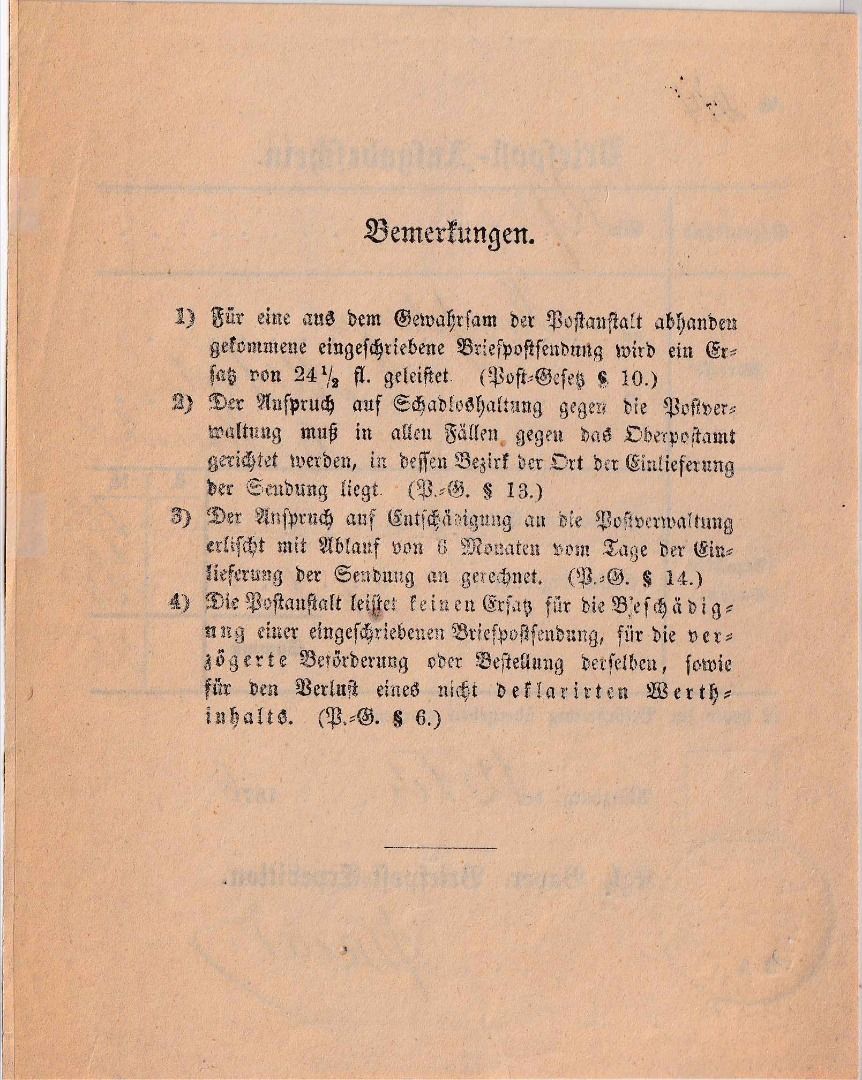 Bemerkungen.
1) Für eine aus dem Gewahrsam der Postanstalt abhanden
gekommene eingeschriebene Briefpostsendung wird ein Er-
satz von 24 1/2 fl. geleistet. (Post-Gesetz § 10.)
2) Der Anspruch auf Schadloshaltung gegen die Postver-
waltung muß in allen Fällen gegen das Oberpostamt
gerichtet werden, in dessen Bezirk der Ort der Einlieferung
der Sendung liegt. (P.-G. § 13.)
3) Der Anspruch auf Entschädigung an die Postverwaltung
erlischt mit Ablauf von 6 Monaten vom Tage der Ein-
lieferung der Sendung an gerechnet. (P.-G. § 14.)
4) Die Postanstalt leistet keinen Ersatz für die Beschädig-
ung einer eingeschriebenen Briefpostsendung, für die ver-
zögerte Beförderung oder Bestellung derselben, sowie
für den Verlust eines nicht deklarirten Werth-
inhalts. (P.-G. § 6.)